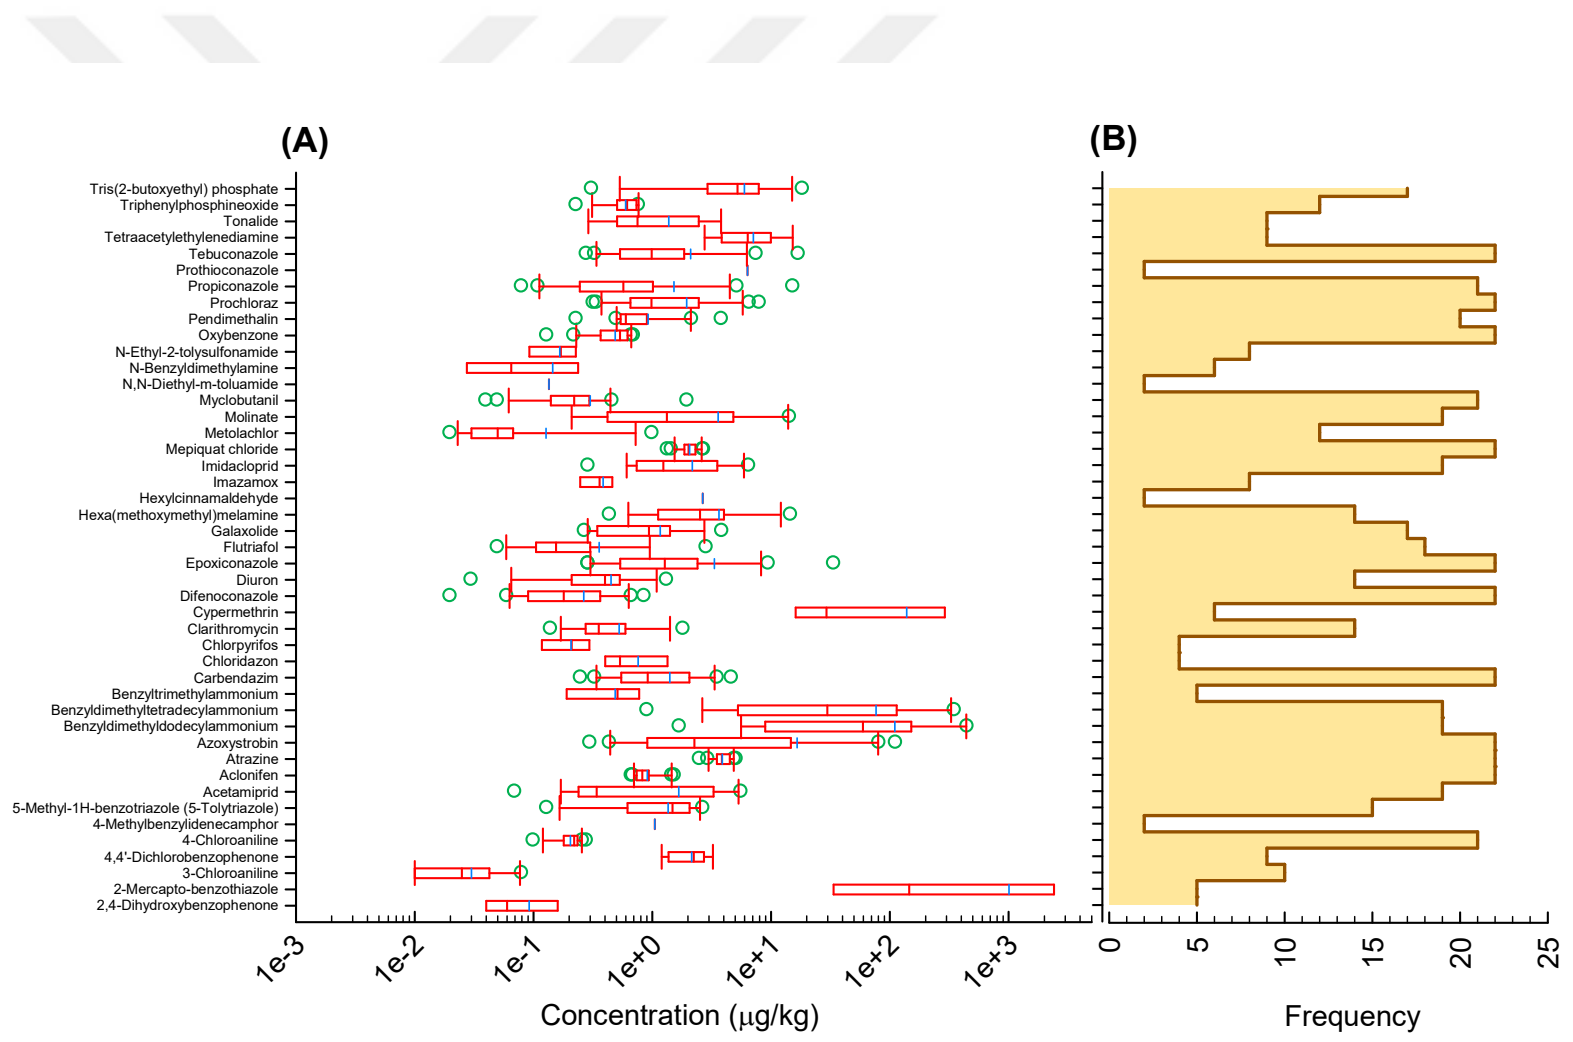 (A)
(B)
Tris(2-butoxyethyl) phosphate
Triphenylphosphineoxide
Tonalide
Tetraacetylethylenediamine
Tebuconazole
Prothioconazole
Propiconazole
Prochloraz
Pendimethalin
Oxybenzone
N-Ethyl-2-tolysulfonamide
N-Benzyldimethylamine
N,N-Diethyl-m-toluamide
Myclobutanil
Molinate
Metolachlor
Mepiquat chloride
Imidacloprid
Imazamox
Hexylcinnamaldehyde
Hexa(methoxymethyl)melamine
Galaxolide
Flutriafol
Epoxiconazole
Diuron
Difenoconazole
Cypermethrin
Clarithromycin
Chlorpyrifos
Chloridazon
Carbendazim
Benzyltrimethylammonium
Benzyldimethyltetradecylammonium
Benzyldimethyldodecylammonium
Azoxystrobin
Atrazine
Aclonifen
Acetamiprid
5-Methyl-1H-benzotriazole (5-Tolytriazole)
4-Methylbenzylidenecamphor
4-Chloroaniline
4,4'-Dichlorobenzophenone
3-Chloroaniline
2-Mercapto-benzothiazole
2,4-Dihydroxybenzophenone
1e-3 1e-2 1e-1 1e+0 1e+1 1e+2 1e+3
0 5 10 15 20 25
Concentration (μg/kg)
Frequency